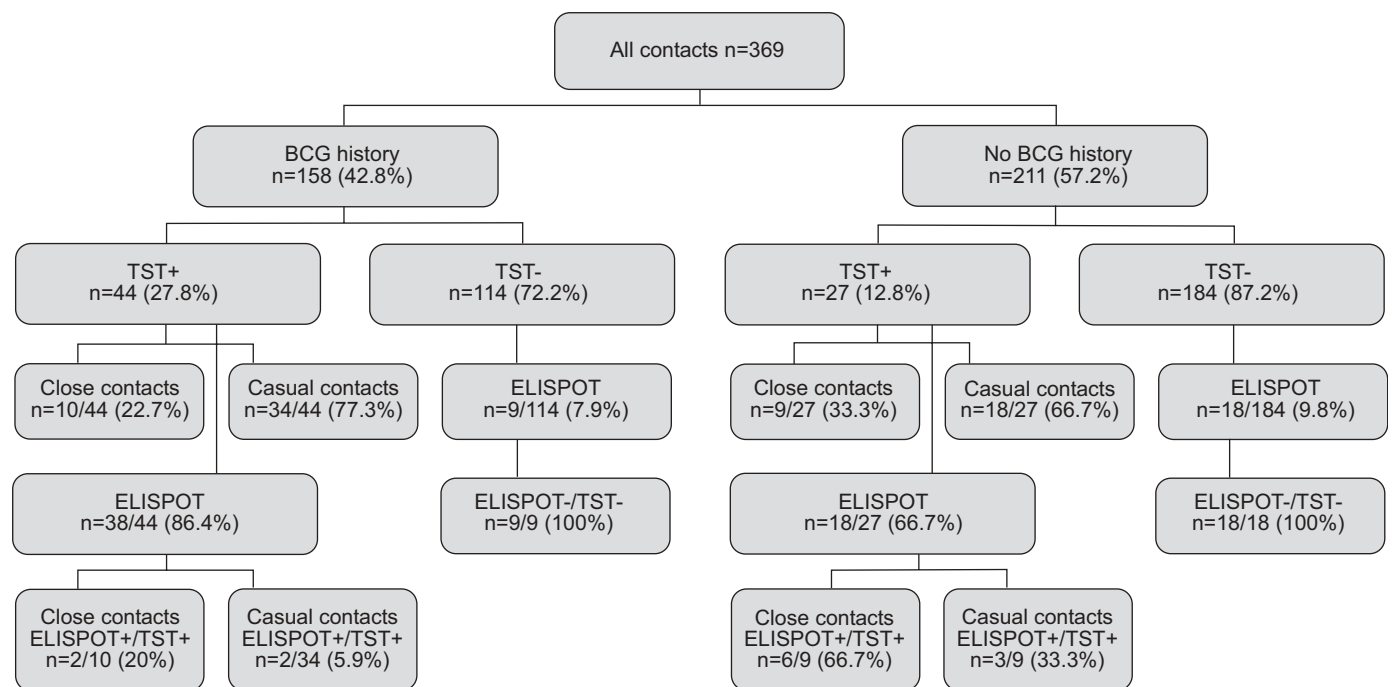 All contacts n=369
BCG history
n=158 (42.8%)
No BCG history
n=211 (57.2%)
TST+
n=44 (27.8%)
TST-
n=114 (72.2%)
TST+
n=27 (12.8%)
TST-
n=184 (87.2%)
Close contacts
n=10/44 (22.7%)
Casual contacts
n=34/44 (77.3%)
ELISPOT
n=9/114 (7.9%)
Close contacts
n=9/27 (33.3%)
Casual contacts
n=18/27 (66.7%)
ELISPOT
n=18/184 (9.8%)
ELISPOT
n=38/44 (86.4%)
ELISPOT-/TST-
n=9/9 (100%)
ELISPOT
n=18/27 (66.7%)
ELISPOT-/TST-
n=18/18 (100%)
Close contacts
ELISPOT+/TST+
n=2/10 (20%)
Casual contacts
ELISPOT+/TST+
n=2/34 (5.9%)
Close contacts
ELISPOT+/TST+
n=6/9 (66.7%)
Casual contacts
ELISPOT+/TST+
n=3/9 (33.3%)